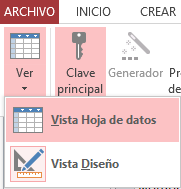 ARCHIVO INICIO CREAR
Ver Clave principal Generador
Vista Hoja de datos
Vista Diseño